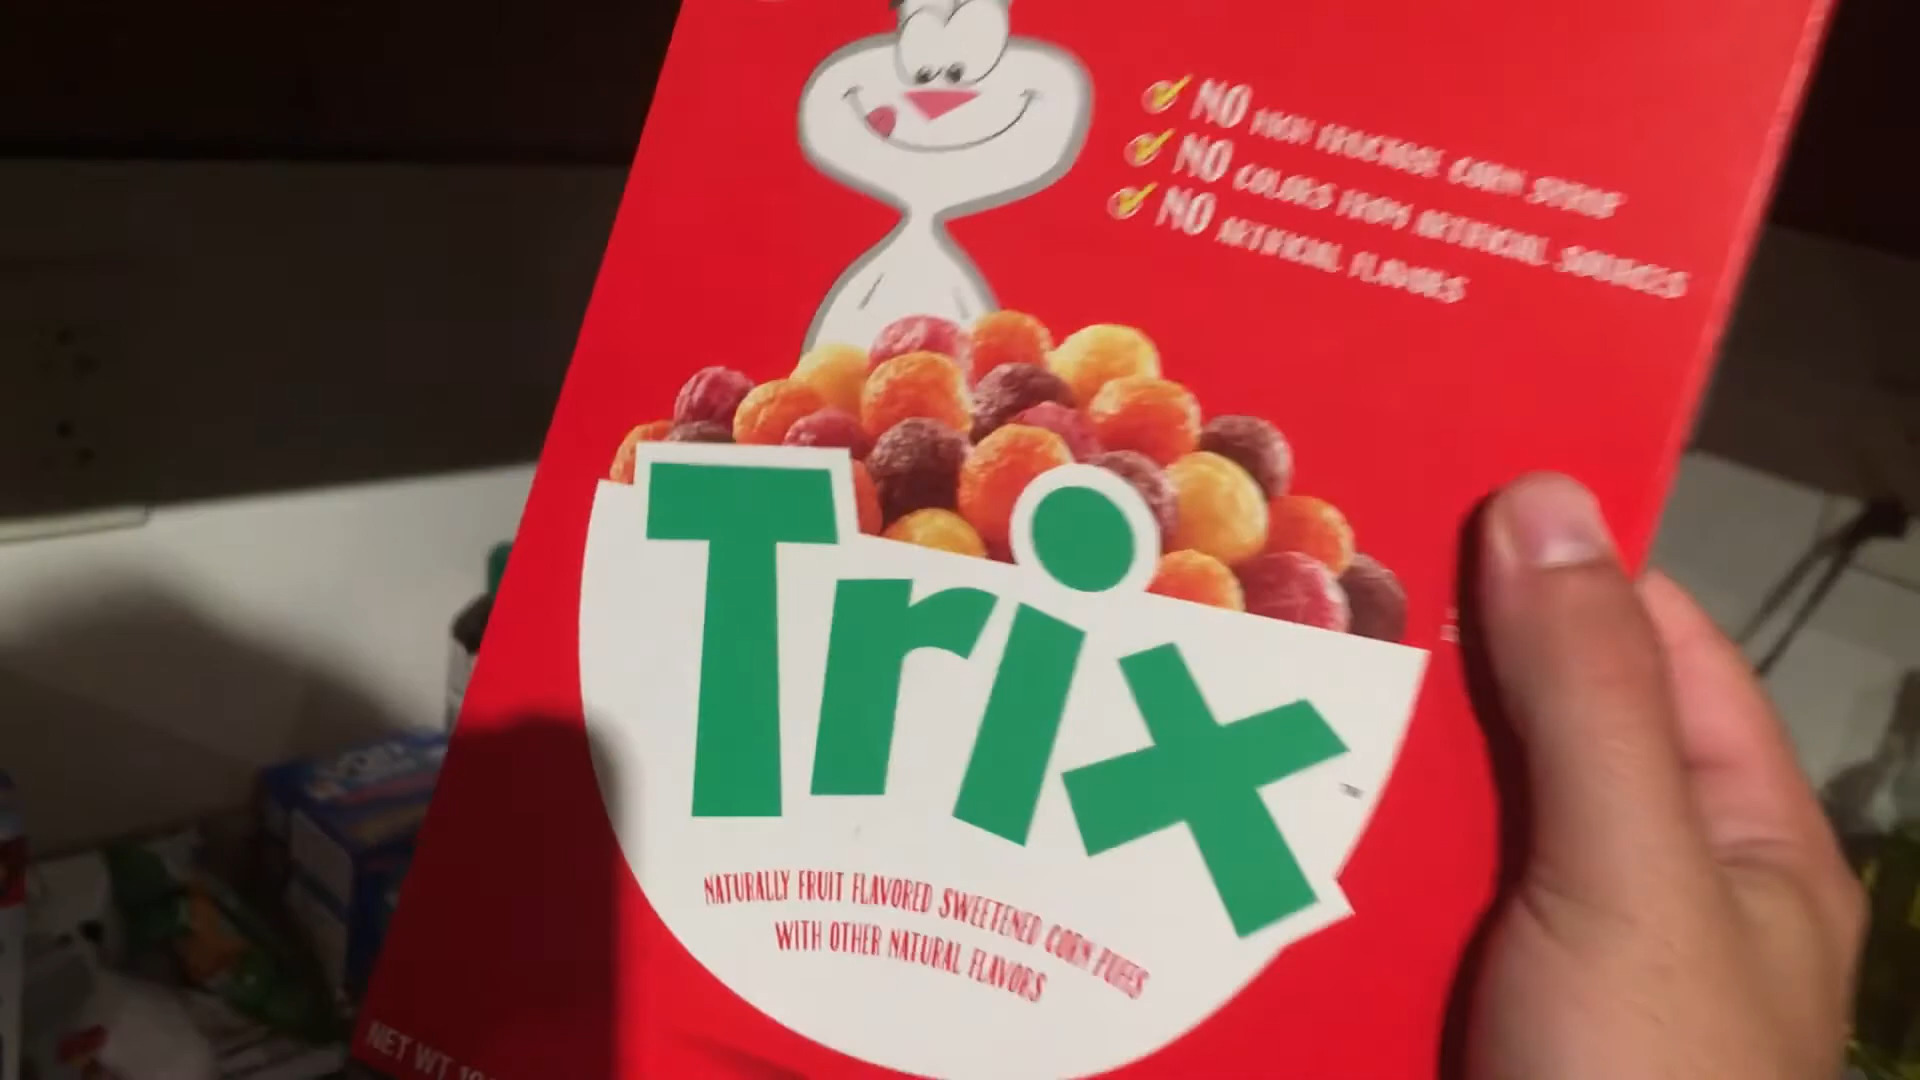 NO HIGH FRUCTOSE CORN SYRUP
NO COLORS FROM ARTIFICIAL SOURCES
NO ARTIFICIAL FLAVORS
Trix
NATURALLY FRUIT FLAVORED SWEETENED CORN PUFFS
WITH OTHER NATURAL FLAVORS
NET WT